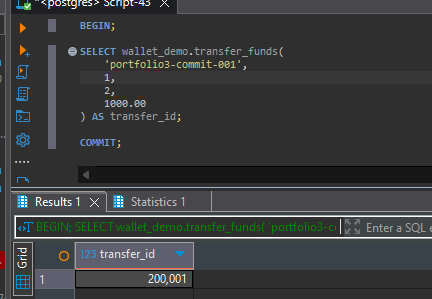 *<postgres> Script-43
BEGIN;
SELECT wallet_demo.transfer_funds(
'portfolio3-commit-001',
1,
2,
1000.00
) AS transfer_id;
COMMIT;
Results 1
Statistics 1
BEGIN; SELECT wallet_demo.transfer_funds( 'portfolio3-co
Enter a SQL e
Grid
123 transfer_id
1
200,001